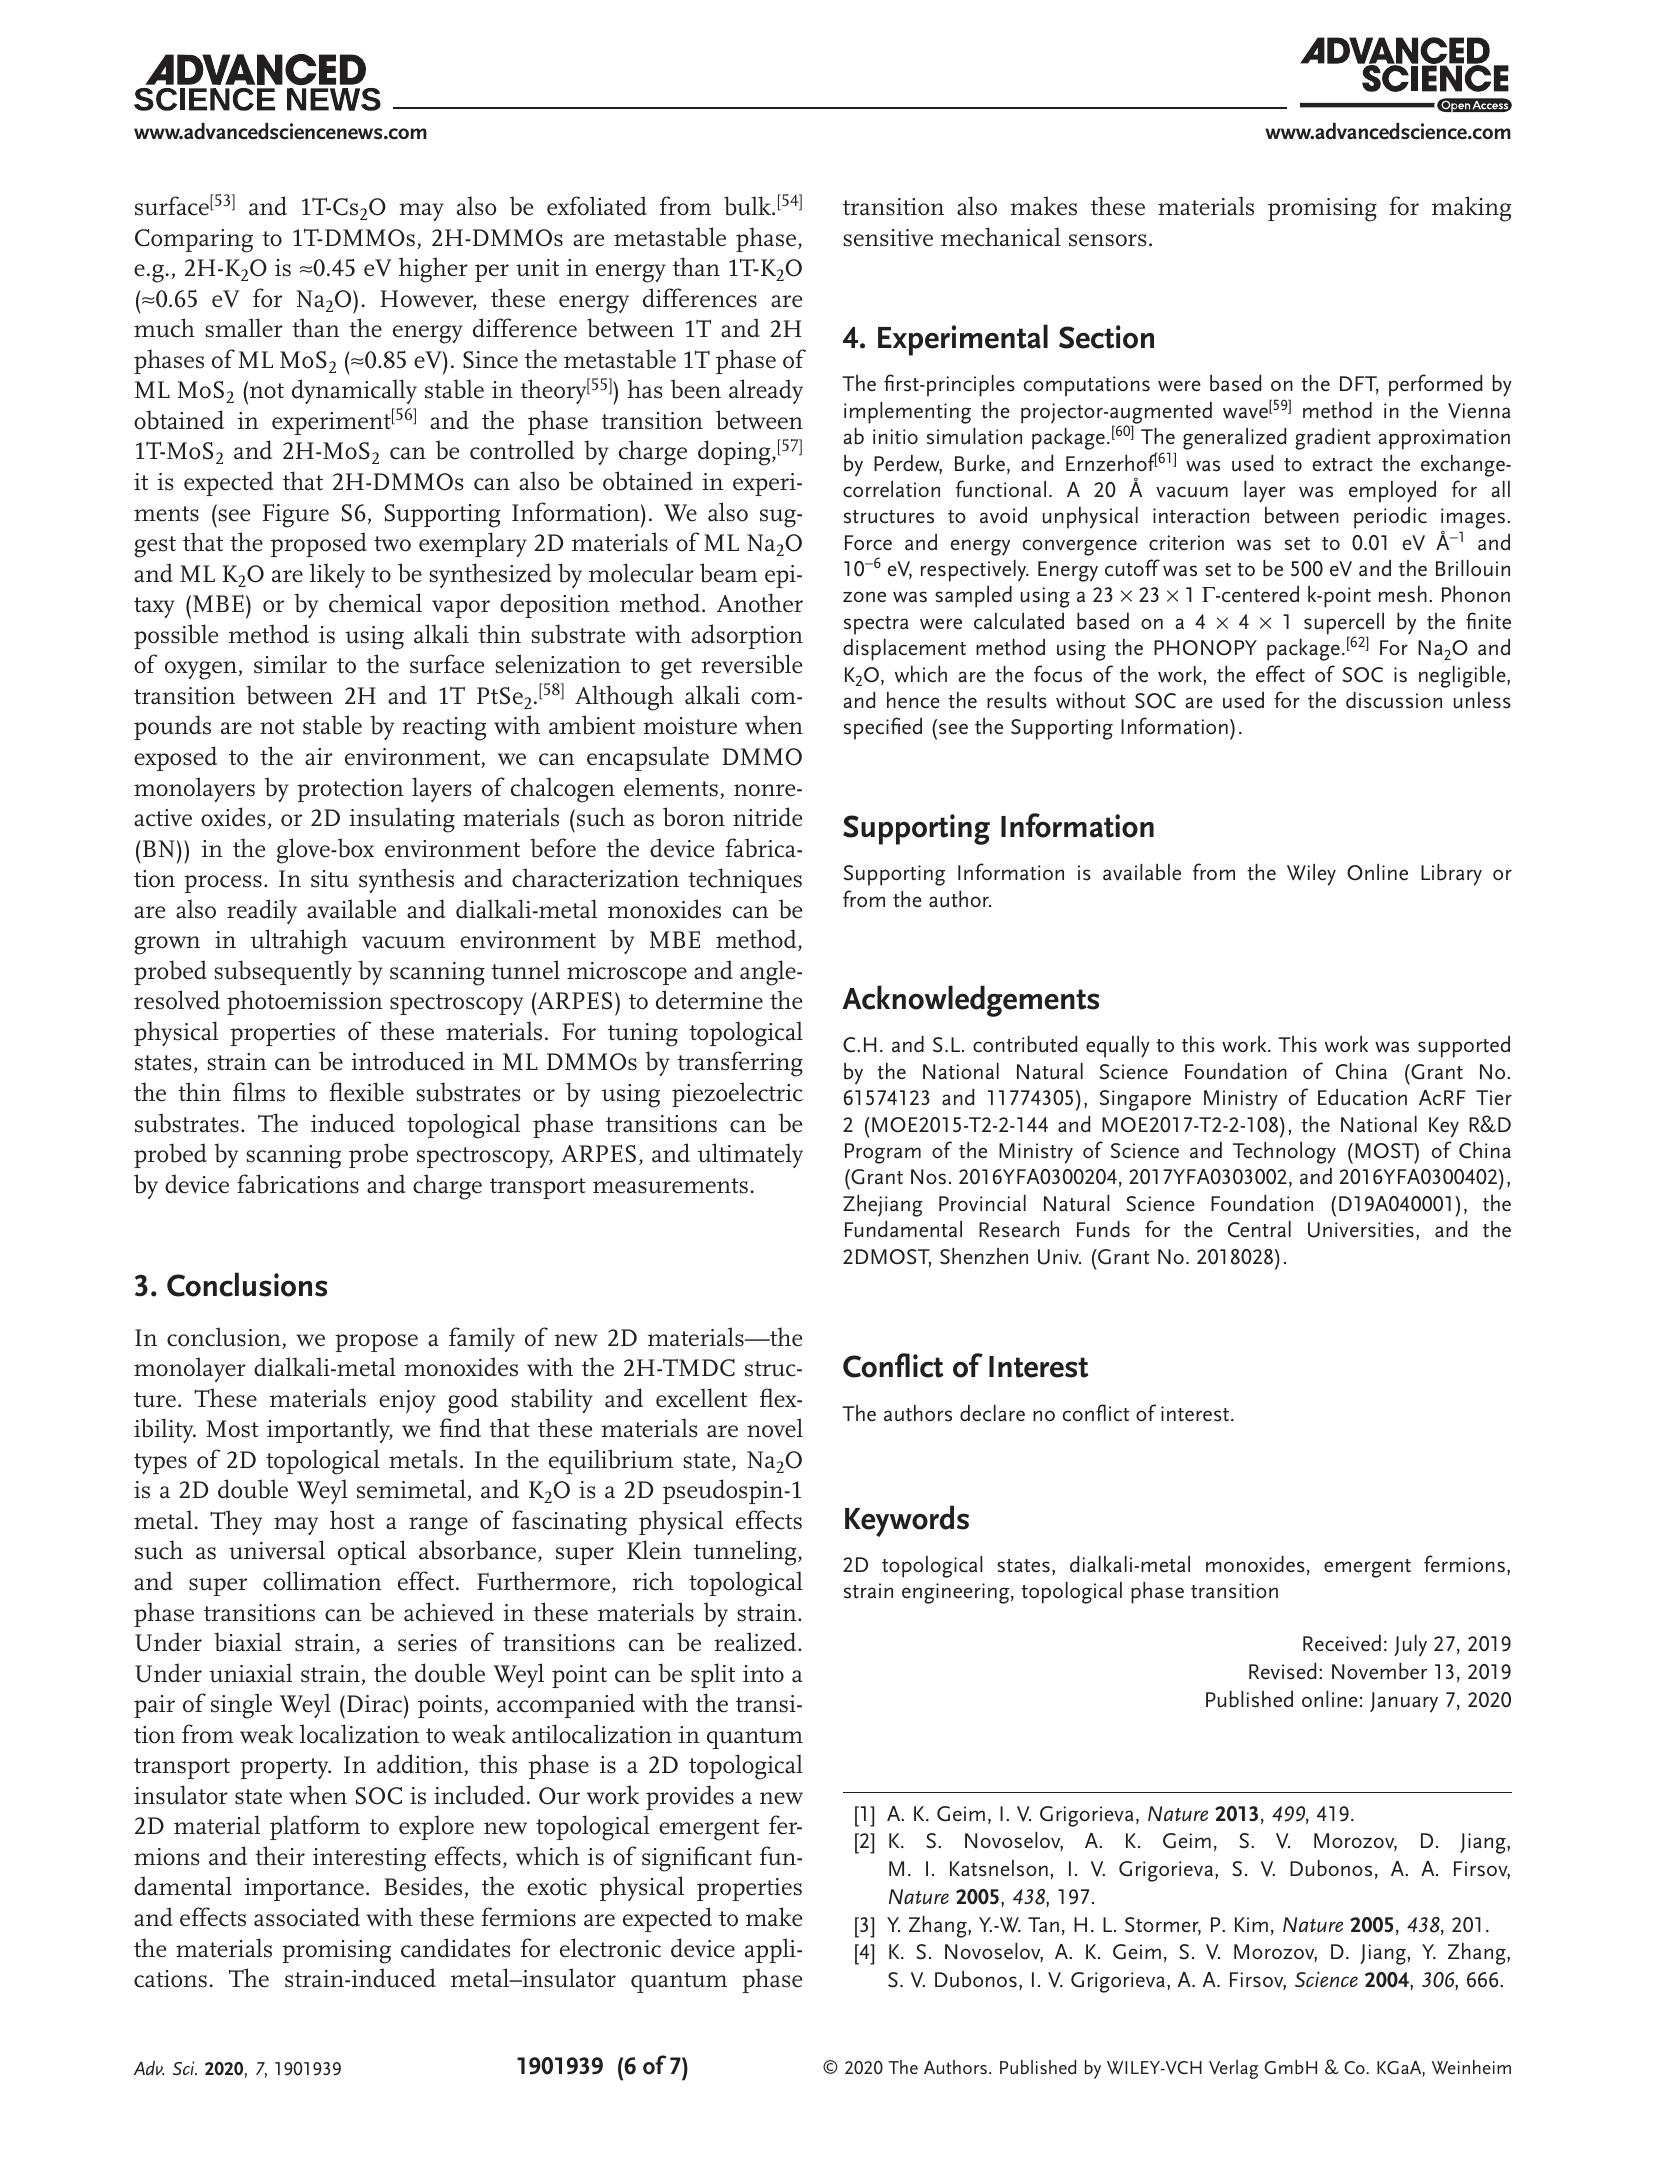 ADVANCED
SCIENCE NEWS
www.advancedsciencenews.com
ADVANCED
SCIENCE
Open Access
www.advancedscience.com
surface[53] and 1T-Cs2O may also be exfoliated from bulk.[54]
Comparing to 1T-DMMOs, 2H-DMMOs are metastable phase,
e.g., 2H-K2O is ≈0.45 eV higher per unit in energy than 1T-K2O
(≈0.65 eV for Na2O). However, these energy differences are
much smaller than the energy difference between 1T and 2H
phases of ML MoS2 (≈0.85 eV). Since the metastable 1T phase of
ML MoS2 (not dynamically stable in theory[55]) has been already
obtained in experiment[56] and the phase transition between
1T-MoS2 and 2H-MoS2 can be controlled by charge doping,[57]
it is expected that 2H-DMMOs can also be obtained in experi-
ments (see Figure S6, Supporting Information). We also sug-
gest that the proposed two exemplary 2D materials of ML Na2O
and ML K2O are likely to be synthesized by molecular beam epi-
taxy (MBE) or by chemical vapor deposition method. Another
possible method is using alkali thin substrate with adsorption
of oxygen, similar to the surface selenization to get reversible
transition between 2H and 1T PtSe2.[58] Although alkali com-
pounds are not stable by reacting with ambient moisture when
exposed to the air environment, we can encapsulate DMMO
monolayers by protection layers of chalcogen elements, nonre-
active oxides, or 2D insulating materials (such as boron nitride
(BN)) in the glove-box environment before the device fabrica-
tion process. In situ synthesis and characterization techniques
are also readily available and dialkali-metal monoxides can be
grown in ultrahigh vacuum environment by MBE method,
probed subsequently by scanning tunnel microscope and angle-
resolved photoemission spectroscopy (ARPES) to determine the
physical properties of these materials. For tuning topological
states, strain can be introduced in ML DMMOs by transferring
the thin films to flexible substrates or by using piezoelectric
substrates. The induced topological phase transitions can be
probed by scanning probe spectroscopy, ARPES, and ultimately
by device fabrications and charge transport measurements.
3. Conclusions
In conclusion, we propose a family of new 2D materials—the
monolayer dialkali-metal monoxides with the 2H-TMDC struc-
ture. These materials enjoy good stability and excellent flex-
ibility. Most importantly, we find that these materials are novel
types of 2D topological metals. In the equilibrium state, Na2O
is a 2D double Weyl semimetal, and K2O is a 2D pseudospin-1
metal. They may host a range of fascinating physical effects
such as universal optical absorbance, super Klein tunneling,
and super collimation effect. Furthermore, rich topological
phase transitions can be achieved in these materials by strain.
Under biaxial strain, a series of transitions can be realized.
Under uniaxial strain, the double Weyl point can be split into a
pair of single Weyl (Dirac) points, accompanied with the transi-
tion from weak localization to weak antilocalization in quantum
transport property. In addition, this phase is a 2D topological
insulator state when SOC is included. Our work provides a new
2D material platform to explore new topological emergent fer-
mions and their interesting effects, which is of significant fun-
damental importance. Besides, the exotic physical properties
and effects associated with these fermions are expected to make
the materials promising candidates for electronic device appli-
cations. The strain-induced metal–insulator quantum phase
transition also makes these materials promising for making
sensitive mechanical sensors.
4. Experimental Section
The first-principles computations were based on the DFT, performed by
implementing the projector-augmented wave[59] method in the Vienna
ab initio simulation package.[60] The generalized gradient approximation
by Perdew, Burke, and Ernzerhof[61] was used to extract the exchange-
correlation functional. A 20 Å vacuum layer was employed for all
structures to avoid unphysical interaction between periodic images.
Force and energy convergence criterion was set to 0.01 eV Å−1 and
10−6 eV, respectively. Energy cutoff was set to be 500 eV and the Brillouin
zone was sampled using a 23 × 23 × 1 Γ-centered k-point mesh. Phonon
spectra were calculated based on a 4 × 4 × 1 supercell by the finite
displacement method using the PHONOPY package.[62] For Na2O and
K2O, which are the focus of the work, the effect of SOC is negligible,
and hence the results without SOC are used for the discussion unless
specified (see the Supporting Information).
Supporting Information
Supporting Information is available from the Wiley Online Library or
from the author.
Acknowledgements
C.H. and S.L. contributed equally to this work. This work was supported
by the National Natural Science Foundation of China (Grant No.
61574123 and 11774305), Singapore Ministry of Education AcRF Tier
2 (MOE2015-T2-2-144 and MOE2017-T2-2-108), the National Key R&D
Program of the Ministry of Science and Technology (MOST) of China
(Grant Nos. 2016YFA0300204, 2017YFA0303002, and 2016YFA0300402),
Zhejiang Provincial Natural Science Foundation (D19A040001), the
Fundamental Research Funds for the Central Universities, and the
2DMOST, Shenzhen Univ. (Grant No. 2018028).
Conflict of Interest
The authors declare no conflict of interest.
Keywords
2D topological states, dialkali-metal monoxides, emergent fermions,
strain engineering, topological phase transition
Received: July 27, 2019
Revised: November 13, 2019
Published online: January 7, 2020
[1] A. K. Geim, I. V. Grigorieva, Nature 2013, 499, 419.
[2] K. S. Novoselov, A. K. Geim, S. V. Morozov, D. Jiang,
M. I. Katsnelson, I. V. Grigorieva, S. V. Dubonos, A. A. Firsov,
Nature 2005, 438, 197.
[3] Y. Zhang, Y.-W. Tan, H. L. Stormer, P. Kim, Nature 2005, 438, 201.
[4] K. S. Novoselov, A. K. Geim, S. V. Morozov, D. Jiang, Y. Zhang,
S. V. Dubonos, I. V. Grigorieva, A. A. Firsov, Science 2004, 306, 666.
Adv. Sci. 2020, 7, 1901939
1901939 (6 of 7)
© 2020 The Authors. Published by WILEY-VCH Verlag GmbH & Co. KGaA, Weinheim